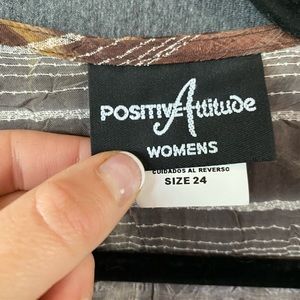 POSITIVE Attitude
WOMENS
CUIDADOS AL REVERSO
SIZE 24